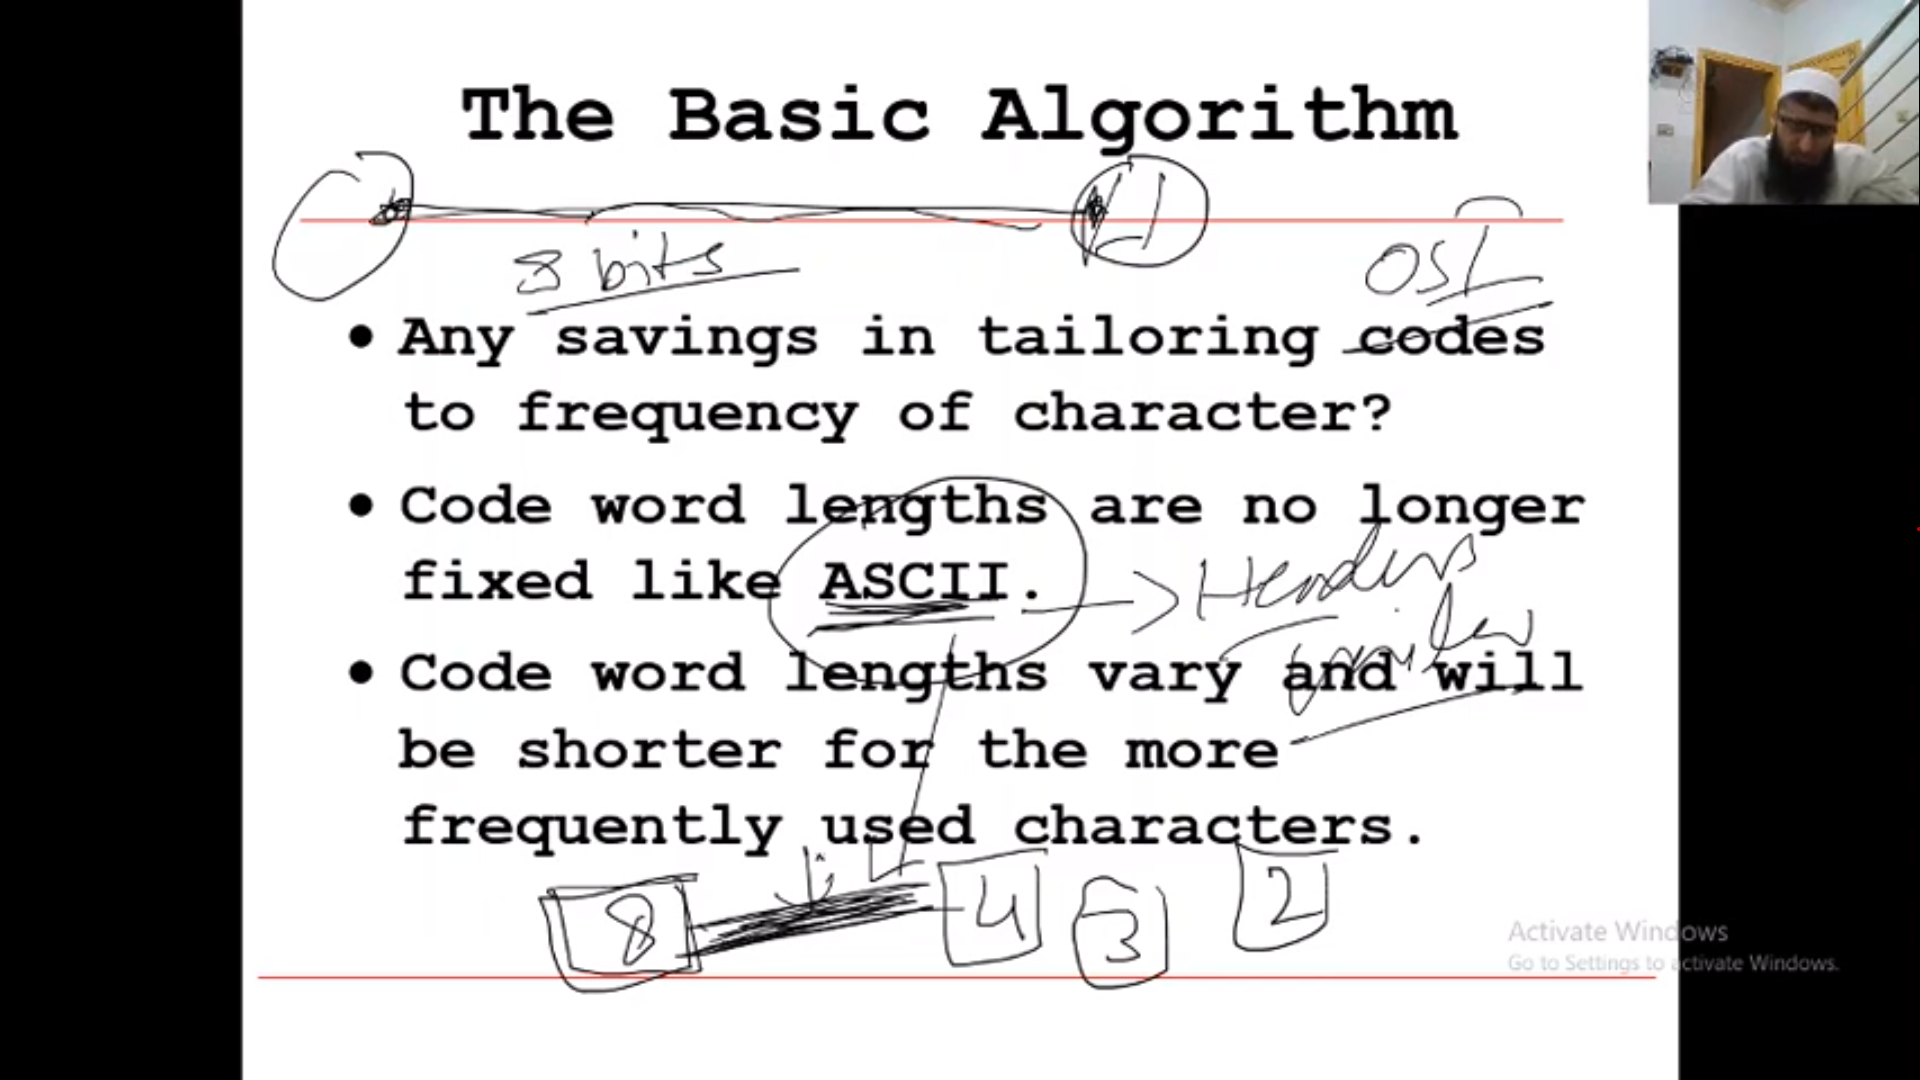 The Basic Algorithm
8 bits
OSI
• Any savings in tailoring codes
to frequency of character?
• Code word lengths are no longer
fixed like ASCII.
Headers
• Code word lengths vary and will
be shorter for the more
frequently used characters.
8 4 3 2
Activate Windows
Go to Settings to activate Windows.